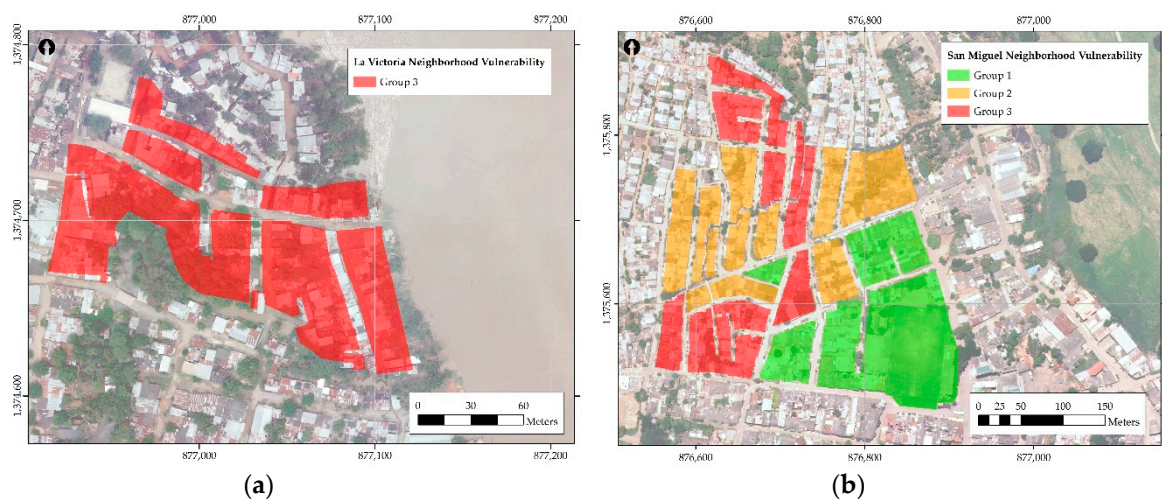 877,000 877,100 877,200
1,374,800
1,374,700
1,374,600
La Victoria Neighborhood Vulnerability
Group 3
0 30 60
Meters
877,000 877,100 877,200
(a)
876,600 876,800 877,000
1,375,800
1,375,600
San Miguel Neighborhood Vulnerability
Group 1
Group 2
Group 3
0 25 50 100 150
Meters
876,600 876,800 877,000
(b)